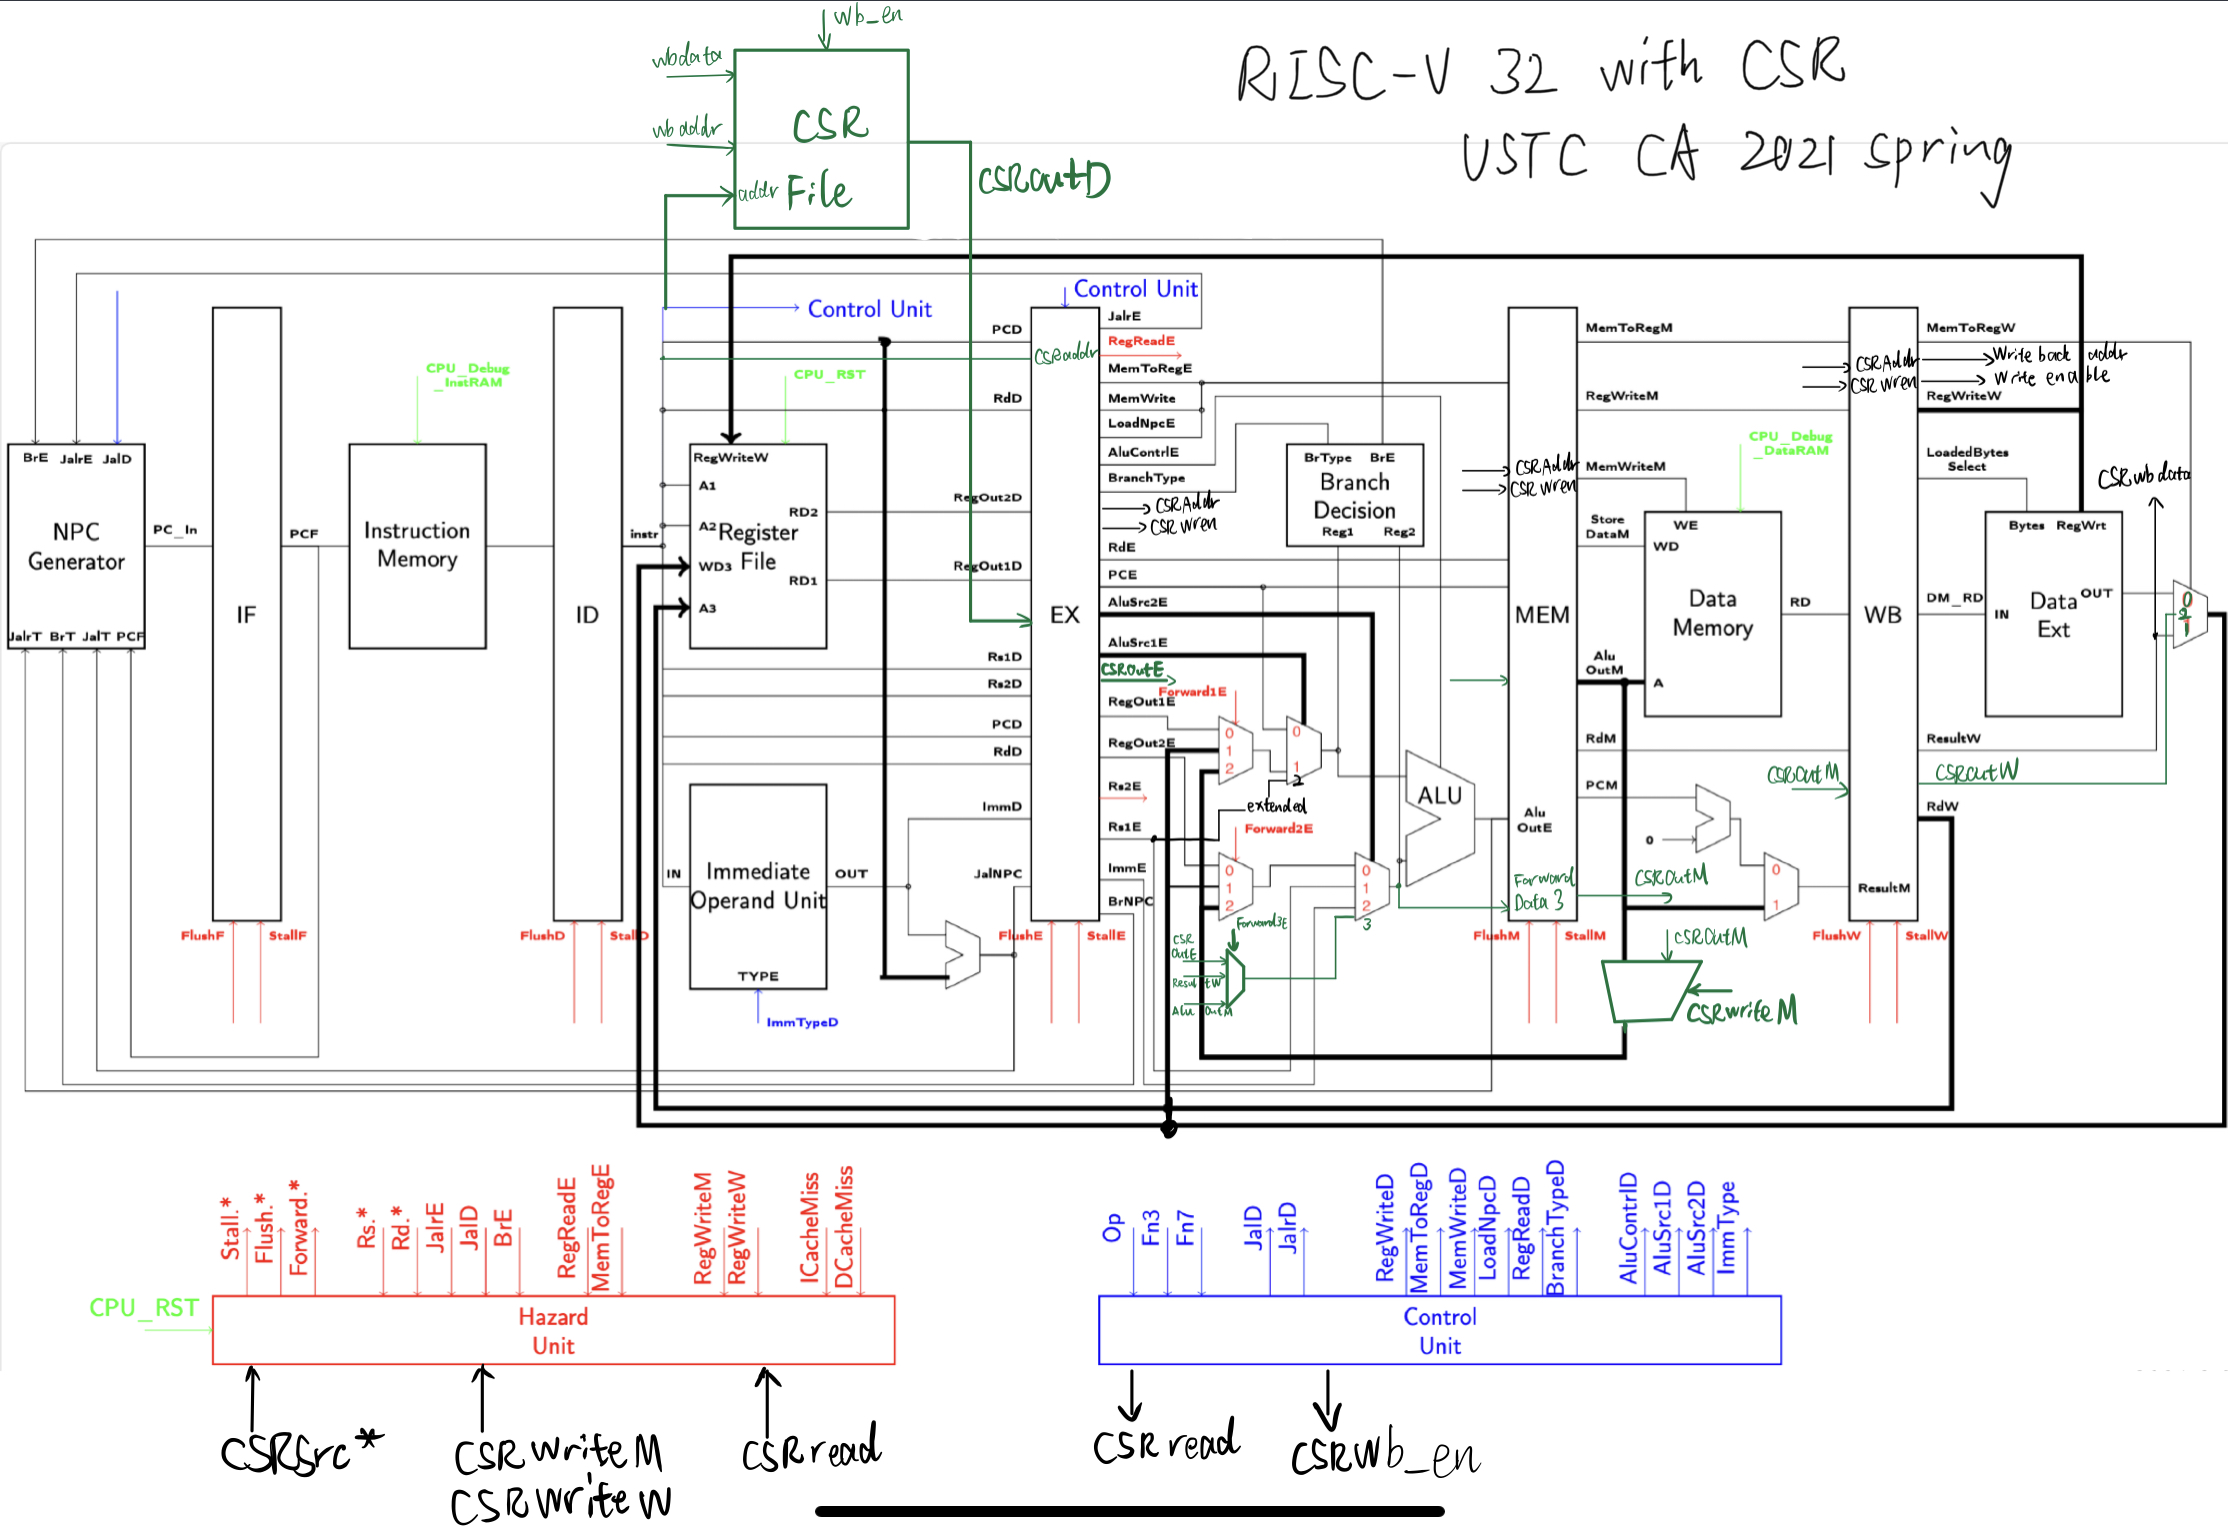 wb_en
RISC-V 32 with CSR
USTC CA 2021 Spring
wbdata
wbaddr
addr
CSR
File
CSRoutD
Control Unit
Control Unit
CPU_Debug
_InstRAM
CPU_RST
BrE JalrE JalD
NPC
Generator
JalrT BrT JalT PCF
PC_In
IF
PCF
FlushF
StallF
Instruction
Memory
ID
FlushD
StallD
instr
RegWriteW
A1
A2
WD3
A3
Register
File
RD2
RD1
IN
Immediate
Operand Unit
OUT
TYPE
ImmTypeD
PCD
CSRaddr
RdD
RegOut2D
RegOut1D
Rs1D
Rs2D
PCD
RdD
ImmD
JalNPC
EX
FlushE
StallE
JalrE
RegReadE
MemToRegE
MemWrite
LoadNpcE
AluContrlE
BranchType
CSRAddr
CSRWren
RdE
PCE
AluSrc2E
AluSrc1E
CSROutE
Forward1E
RegOut1E
RegOut2E
Rs2E
Rs1E
ImmE
BrNPC
0
1
2
0
1
2
extended
Forward2E
0
1
2
0
1
2
3
Forward3E
CSR
OutE
ResultW
Alu OutM
BrType BrE
Branch
Decision
Reg1 Reg2
ALU
CSRAddr
CSRWren
MEM
Alu
OutE
Forward
Data 3
FlushM
StallM
MemToRegM
RegWriteM
MemWriteM
Store
DataM
Alu
OutM
RdM
PCM
0
0
1
CSROutM
CSROutM
CSRwriteM
CPU_Debug
_DataRAM
WE
WD
Data
Memory
A
RD
CSRAddr
CSRWren
WB
CSROutM
ResultM
FlushW
StallW
MemToRegW
Write back addr
Write enable
RegWriteW
LoadedBytes
Select
CSRwbdata
DM_RD
Bytes RegWrt
IN
Data
Ext
OUT
0
2
1
ResultW
CSRoutW
RdW
Stall.*
Flush.*
Forward.*
Rs.*
Rd.*
JalrE
JalD
BrE
RegReadE
MemToRegE
RegWriteM
RegWriteW
ICacheMiss
DCacheMiss
CPU_RST
Hazard
Unit
CSRSrc*
CSRwriteM
CSRwriteW
CSRread
Op
Fn3
Fn7
JalD
JalrD
RegWriteD
MemToRegD
MemWriteD
LoadNpcD
RegReadD
BranchTypeD
AluContrlD
AluSrc1D
AluSrc2D
ImmType
Control
Unit
CSRread
CSRWb_en